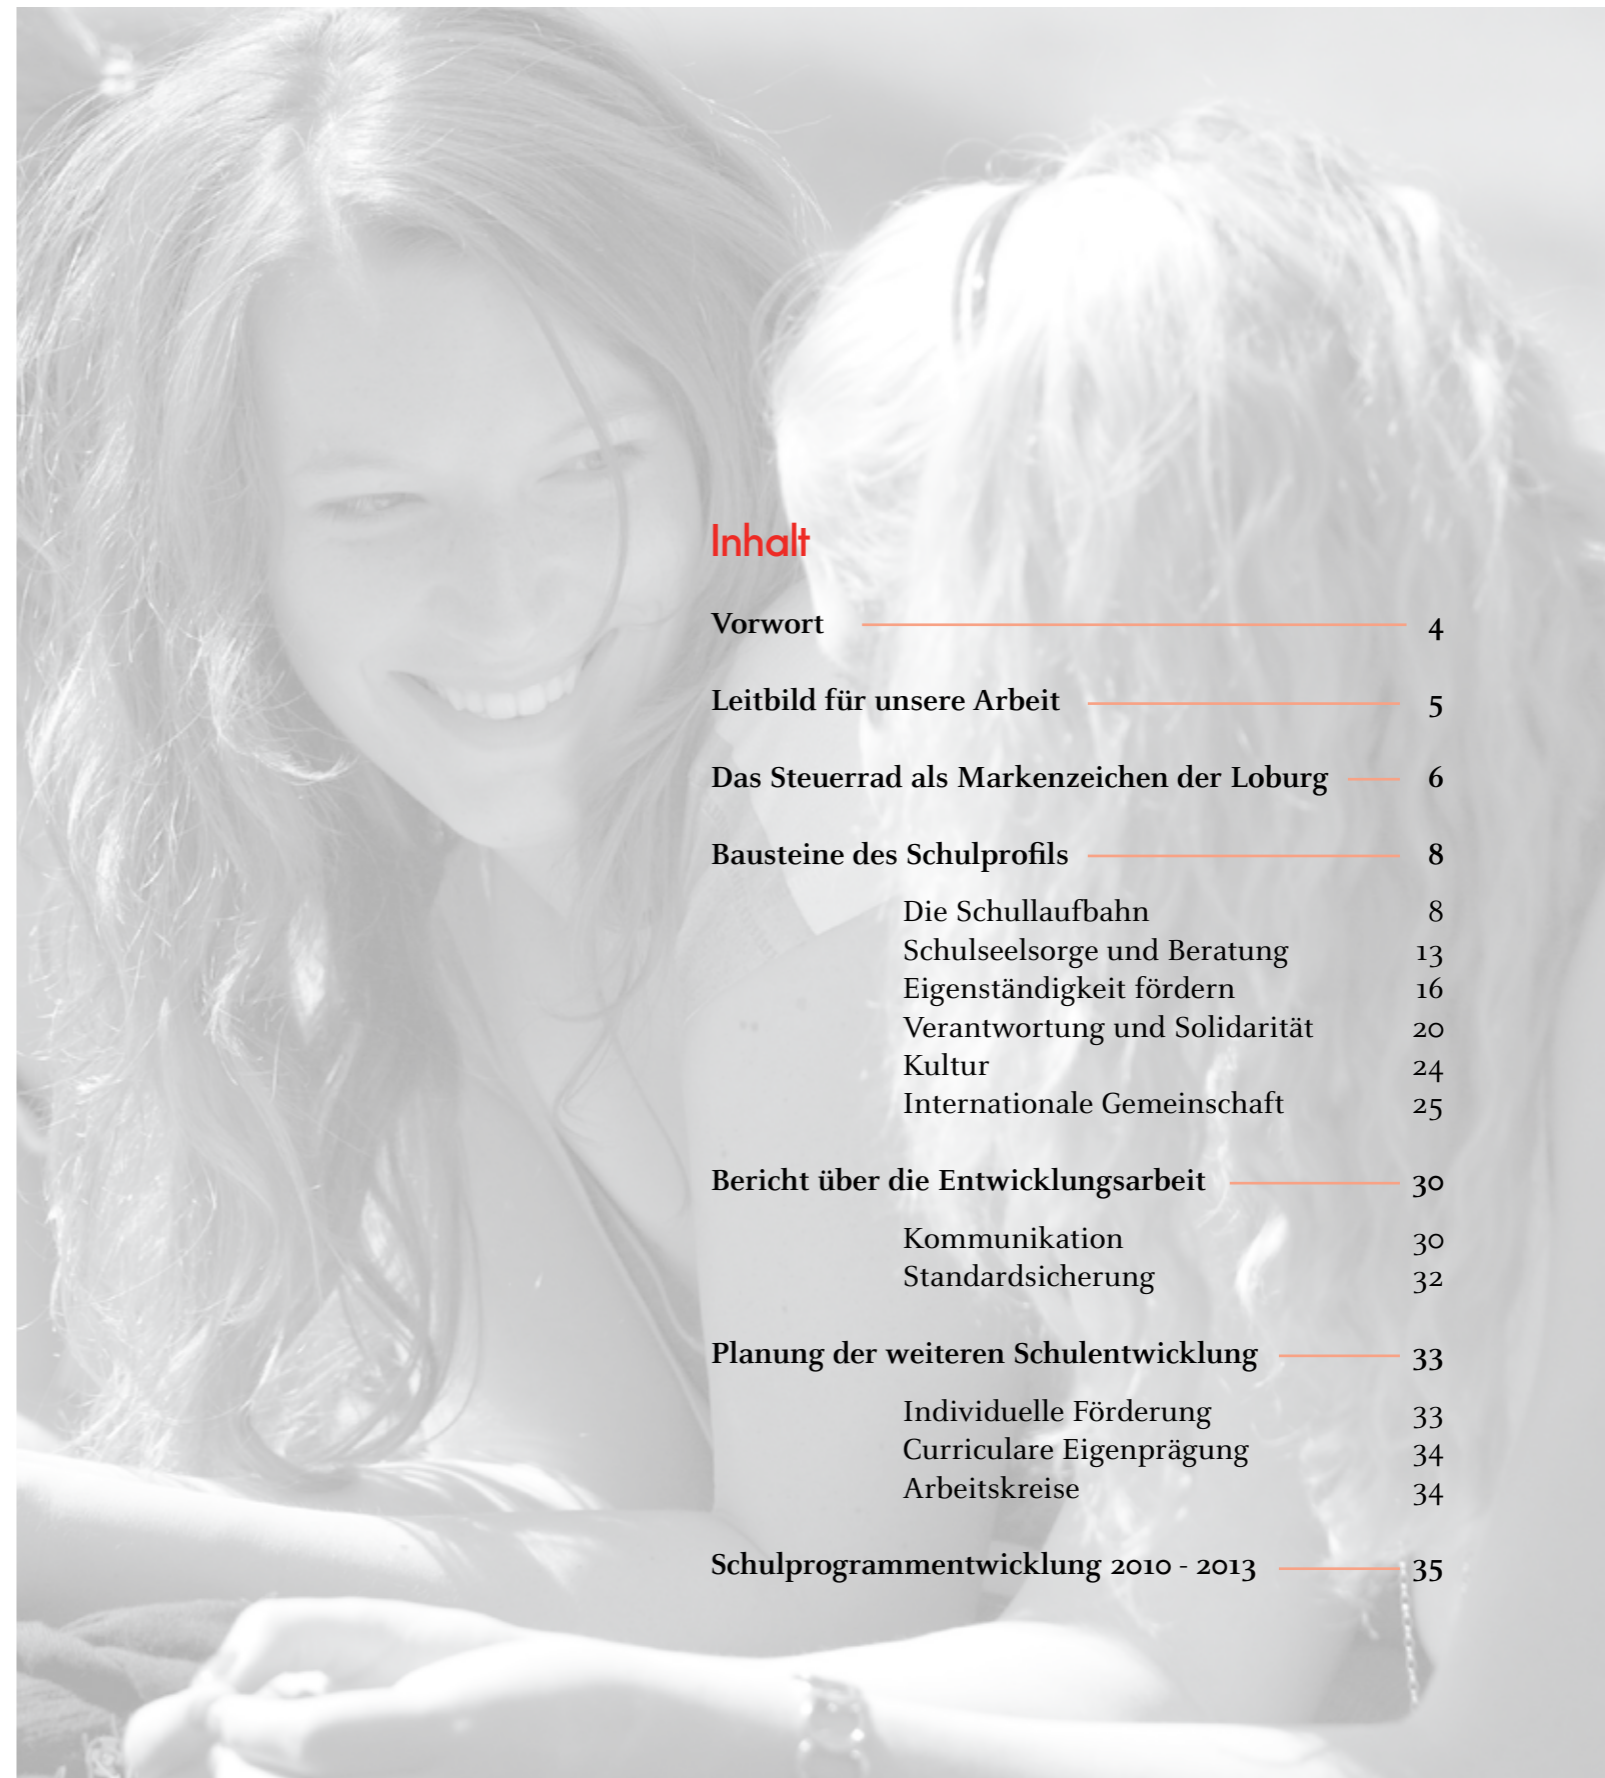 Inhalt
Vorwort 4
Leitbild für unsere Arbeit 5
Das Steuerrad als Markenzeichen der Loburg 6
Bausteine des Schulprofils 8
Die Schullaufbahn 8
Schulseelsorge und Beratung 13
Eigenständigkeit fördern 16
Verantwortung und Solidarität 20
Kultur 24
Internationale Gemeinschaft 25
Bericht über die Entwicklungsarbeit 30
Kommunikation 30
Standardsicherung 32
Planung der weiteren Schulentwicklung 33
Individuelle Förderung 33
Curriculare Eigenprägung 34
Arbeitskreise 34
Schulprogrammentwicklung 2010 - 2013 35